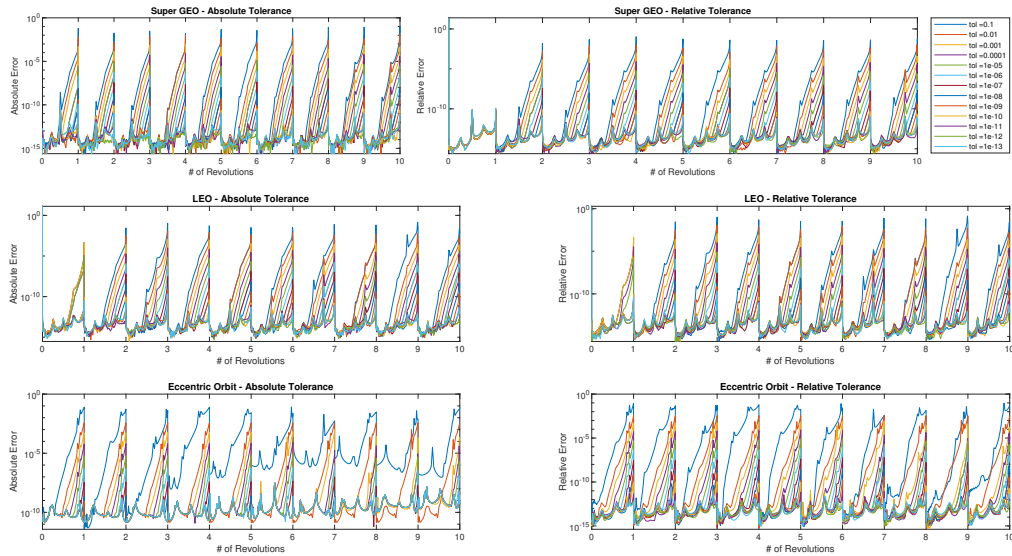 Super GEO - Absolute Tolerance
Absolute Error
10^-5
10^-10
10^-15
0 1 2 3 4 5 6 7 8 9 10
# of Revolutions
Super GEO - Relative Tolerance
Relative Error
10^0
10^-10
0 1 2 3 4 5 6 7 8 9 10
# of Revolutions
tol =0.1
tol =0.01
tol =0.001
tol =0.0001
tol =1e-05
tol =1e-06
tol =1e-07
tol =1e-08
tol =1e-09
tol =1e-10
tol =1e-11
tol =1e-12
tol =1e-13
LEO - Absolute Tolerance
Absolute Error
10^0
10^-10
0 1 2 3 4 5 6 7 8 9 10
# of Revolutions
LEO - Relative Tolerance
Relative Error
10^0
10^-10
0 1 2 3 4 5 6 7 8 9 10
# of Revolutions
Eccentric Orbit - Absolute Tolerance
Absolute Error
10^0
10^-5
10^-10
0 1 2 3 4 5 6 7 8 9 10
# of Revolutions
Eccentric Orbit - Relative Tolerance
Relative Error
10^0
10^-5
10^-10
10^-15
0 1 2 3 4 5 6 7 8 9 10
# of Revolutions